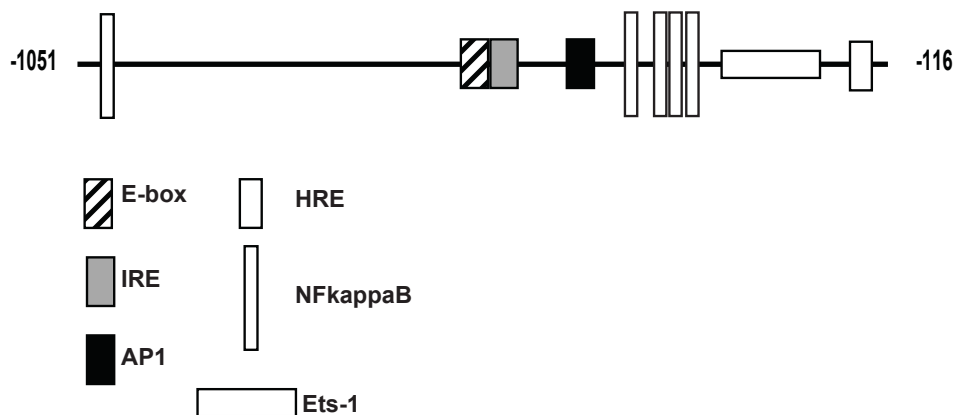 -1051
-116
E-box
HRE
IRE
NFkappaB
AP1
Ets-1